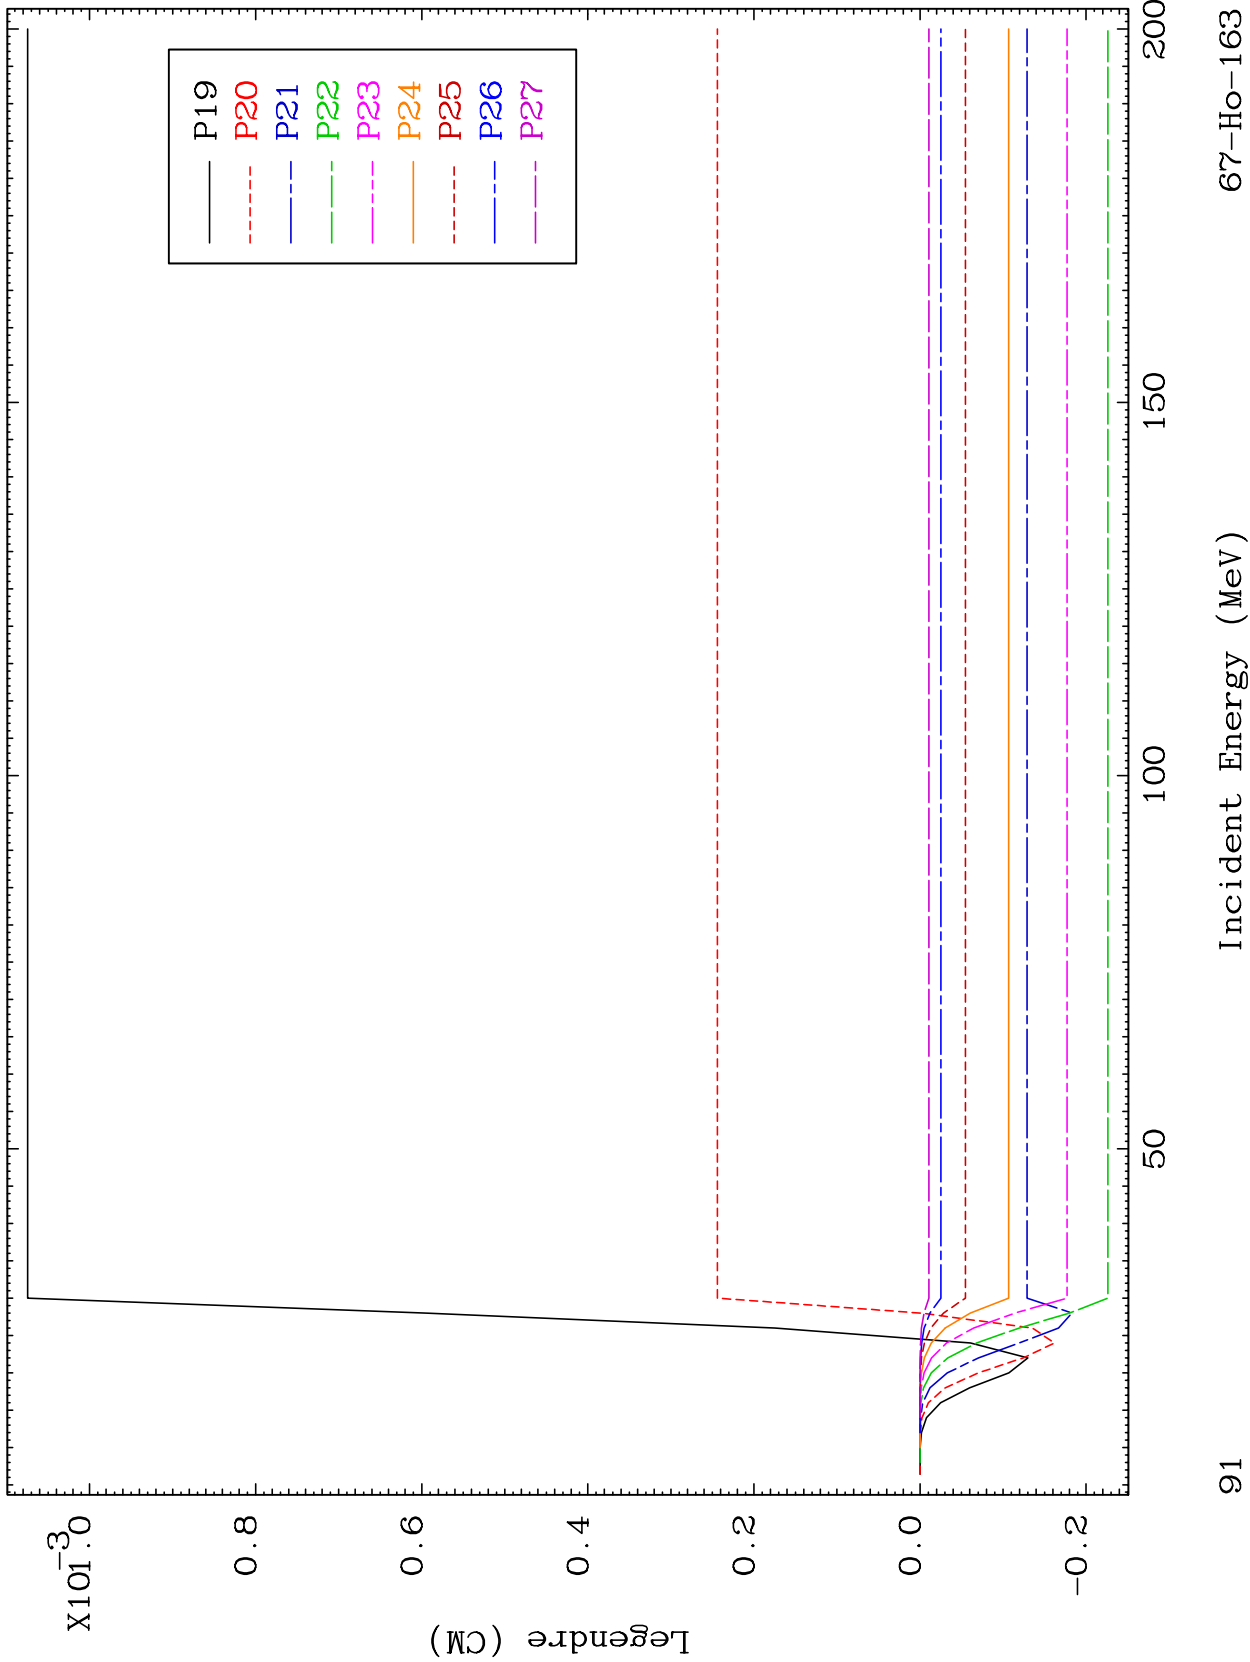 X10-3
1.0
0.8
0.6
0.4
0.2
0.0
-0.2
Legendre (CM)
P19
P20
P21
P22
P23
P24
P25
P26
P27
50
100
150
200
Incident Energy (MeV)
91
67-Ho-163